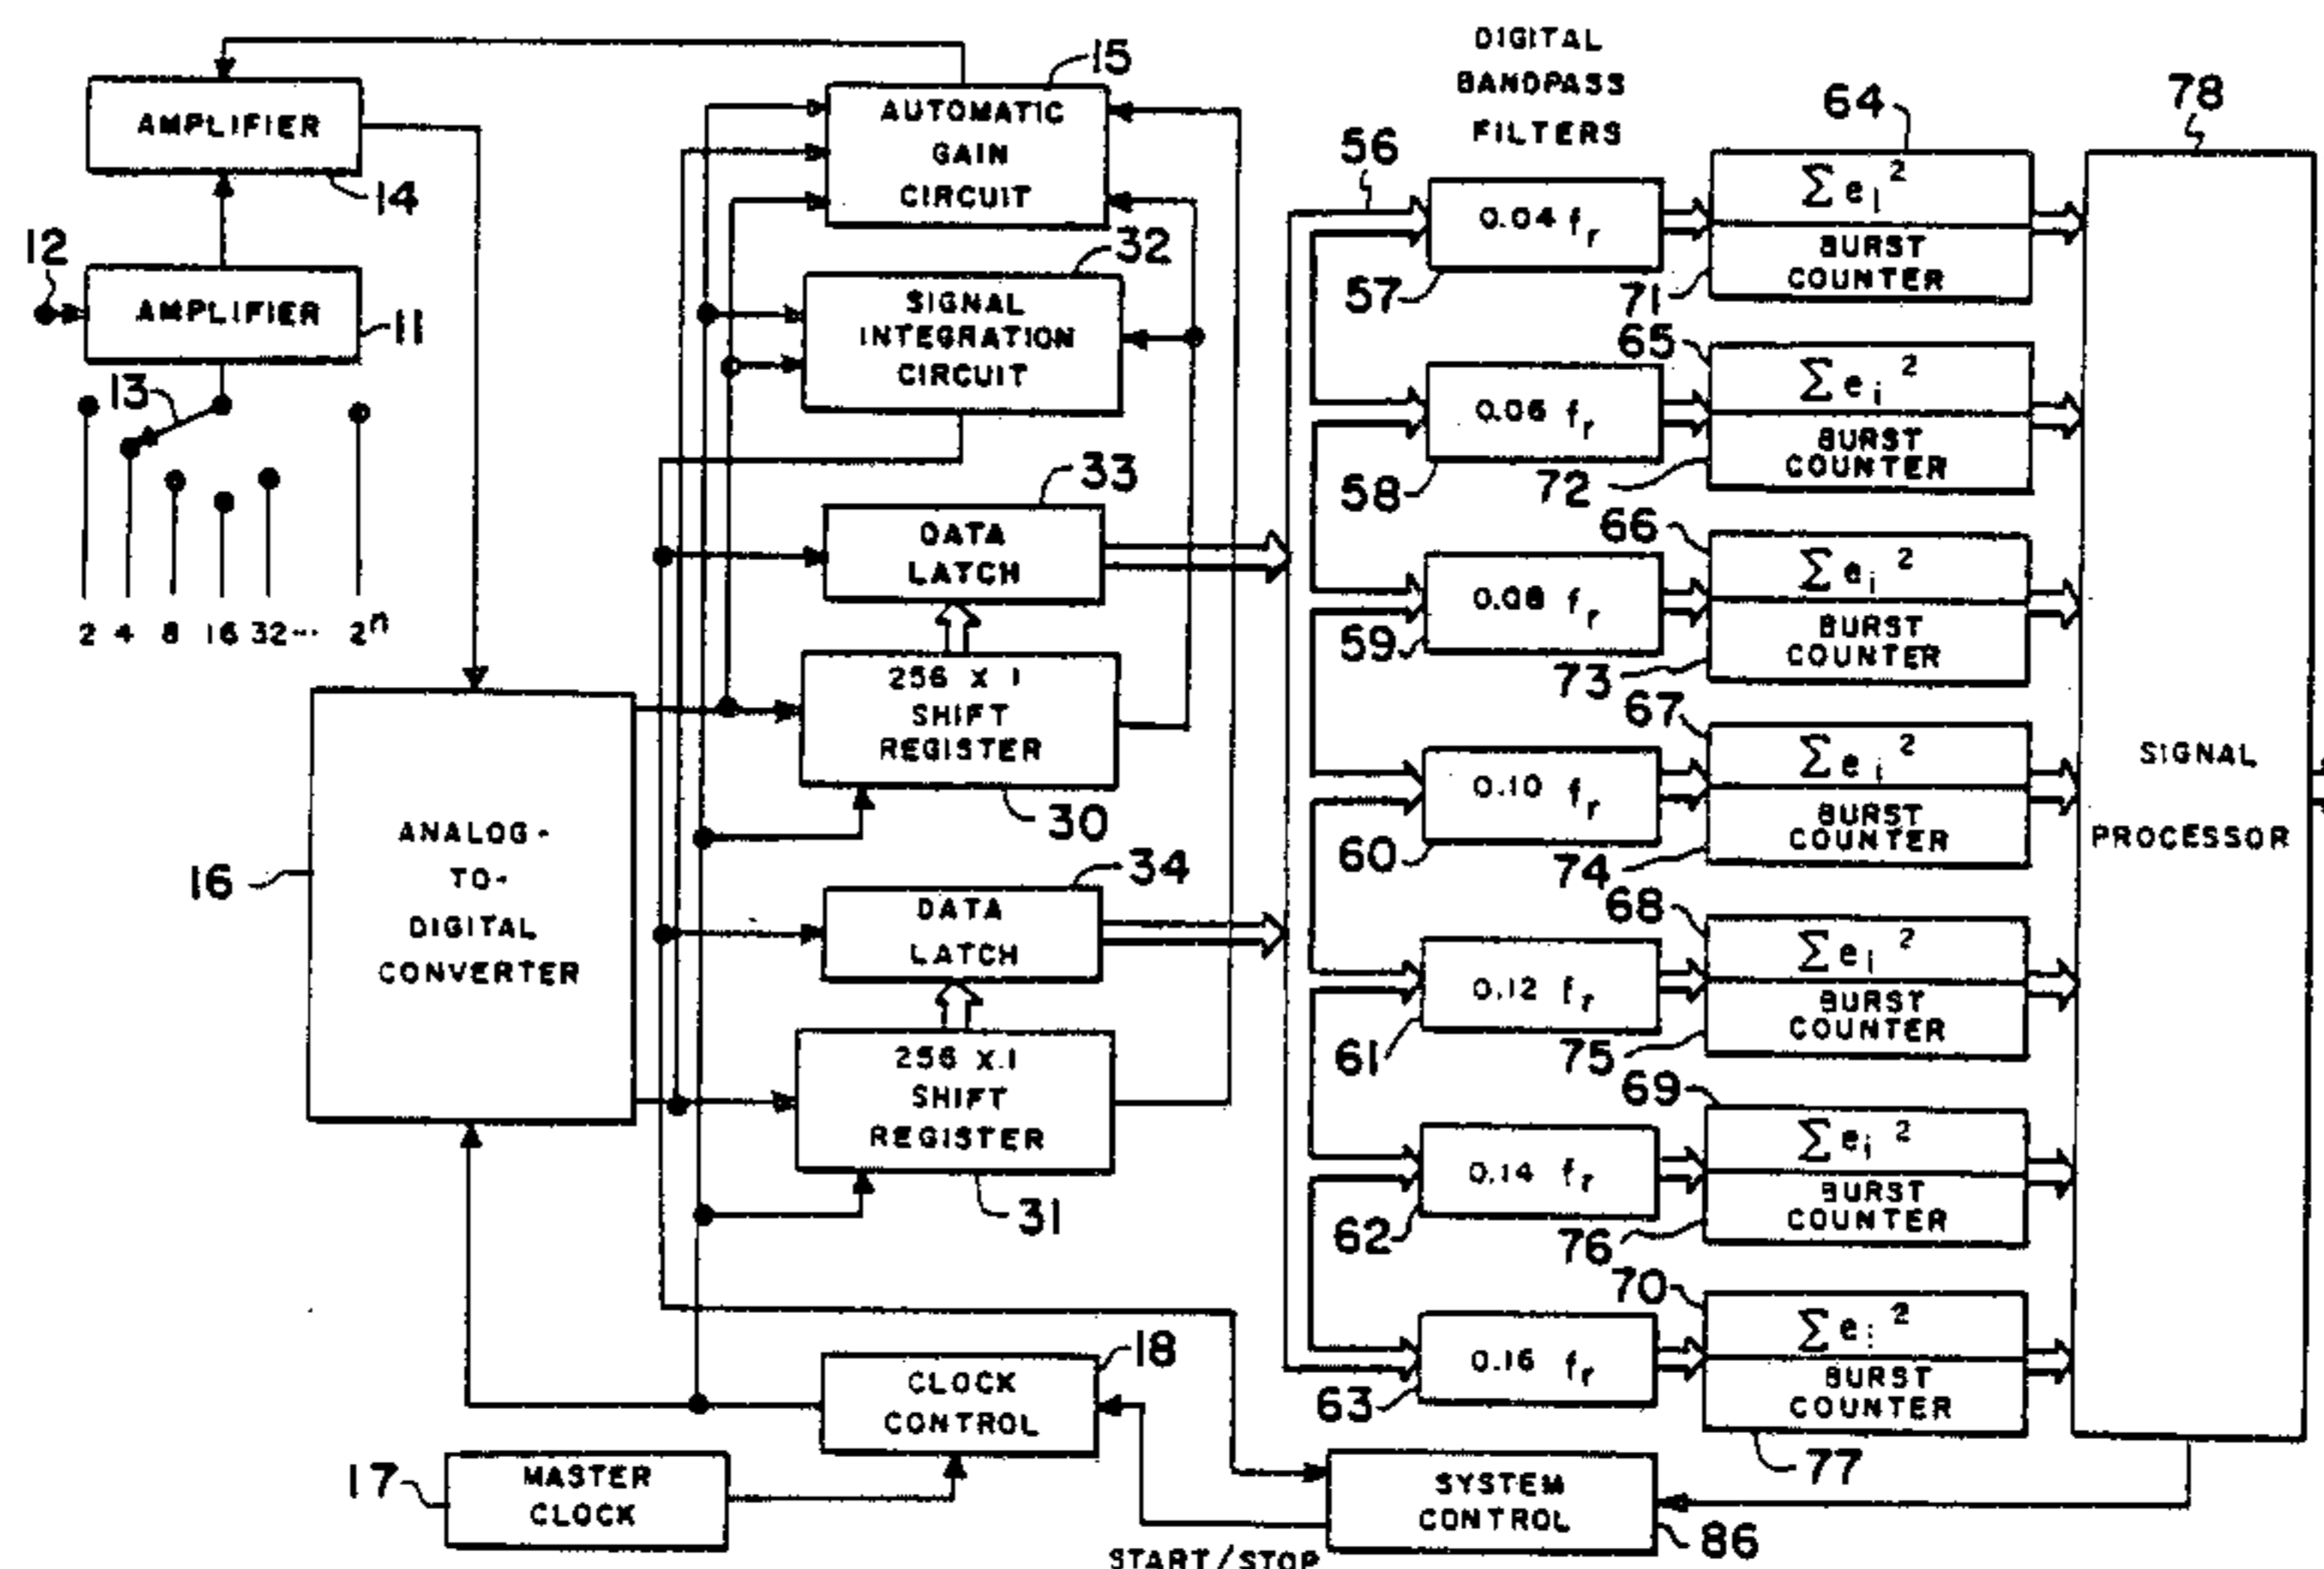 AMPLIFIER
14
12
AMPLIFIER
11
13
2 4 8 16 32... 2ⁿ
15
AUTOMATIC
GAIN
CIRCUIT
32
SIGNAL
INTEGRATION
CIRCUIT
33
DATA
LATCH
256 X 1
SHIFT
REGISTER
30
34
DATA
LATCH
256 X 1
SHIFT
REGISTER
31
16
ANALOG-
TO-
DIGITAL
CONVERTER
18
CLOCK
CONTROL
17
MASTER
CLOCK
START/STOP
SYSTEM
CONTROL
86
DIGITAL
BANDPASS
FILTERS
56
0.04 fr
57
0.06 fr
58
0.08 fr
59
0.10 fr
60
0.12 fr
61
0.14 fr
62
0.16 fr
63
64
Σ ei ²
BURST
COUNTER
71
65
Σ ei ²
BURST
COUNTER
72
66
Σ ei ²
BURST
COUNTER
73
67
Σ ei ²
BURST
COUNTER
74
68
Σ ei ²
BURST
COUNTER
75
69
Σ ei ²
BURST
COUNTER
76
70
Σ ei ²
BURST
COUNTER
77
78
SIGNAL
PROCESSOR